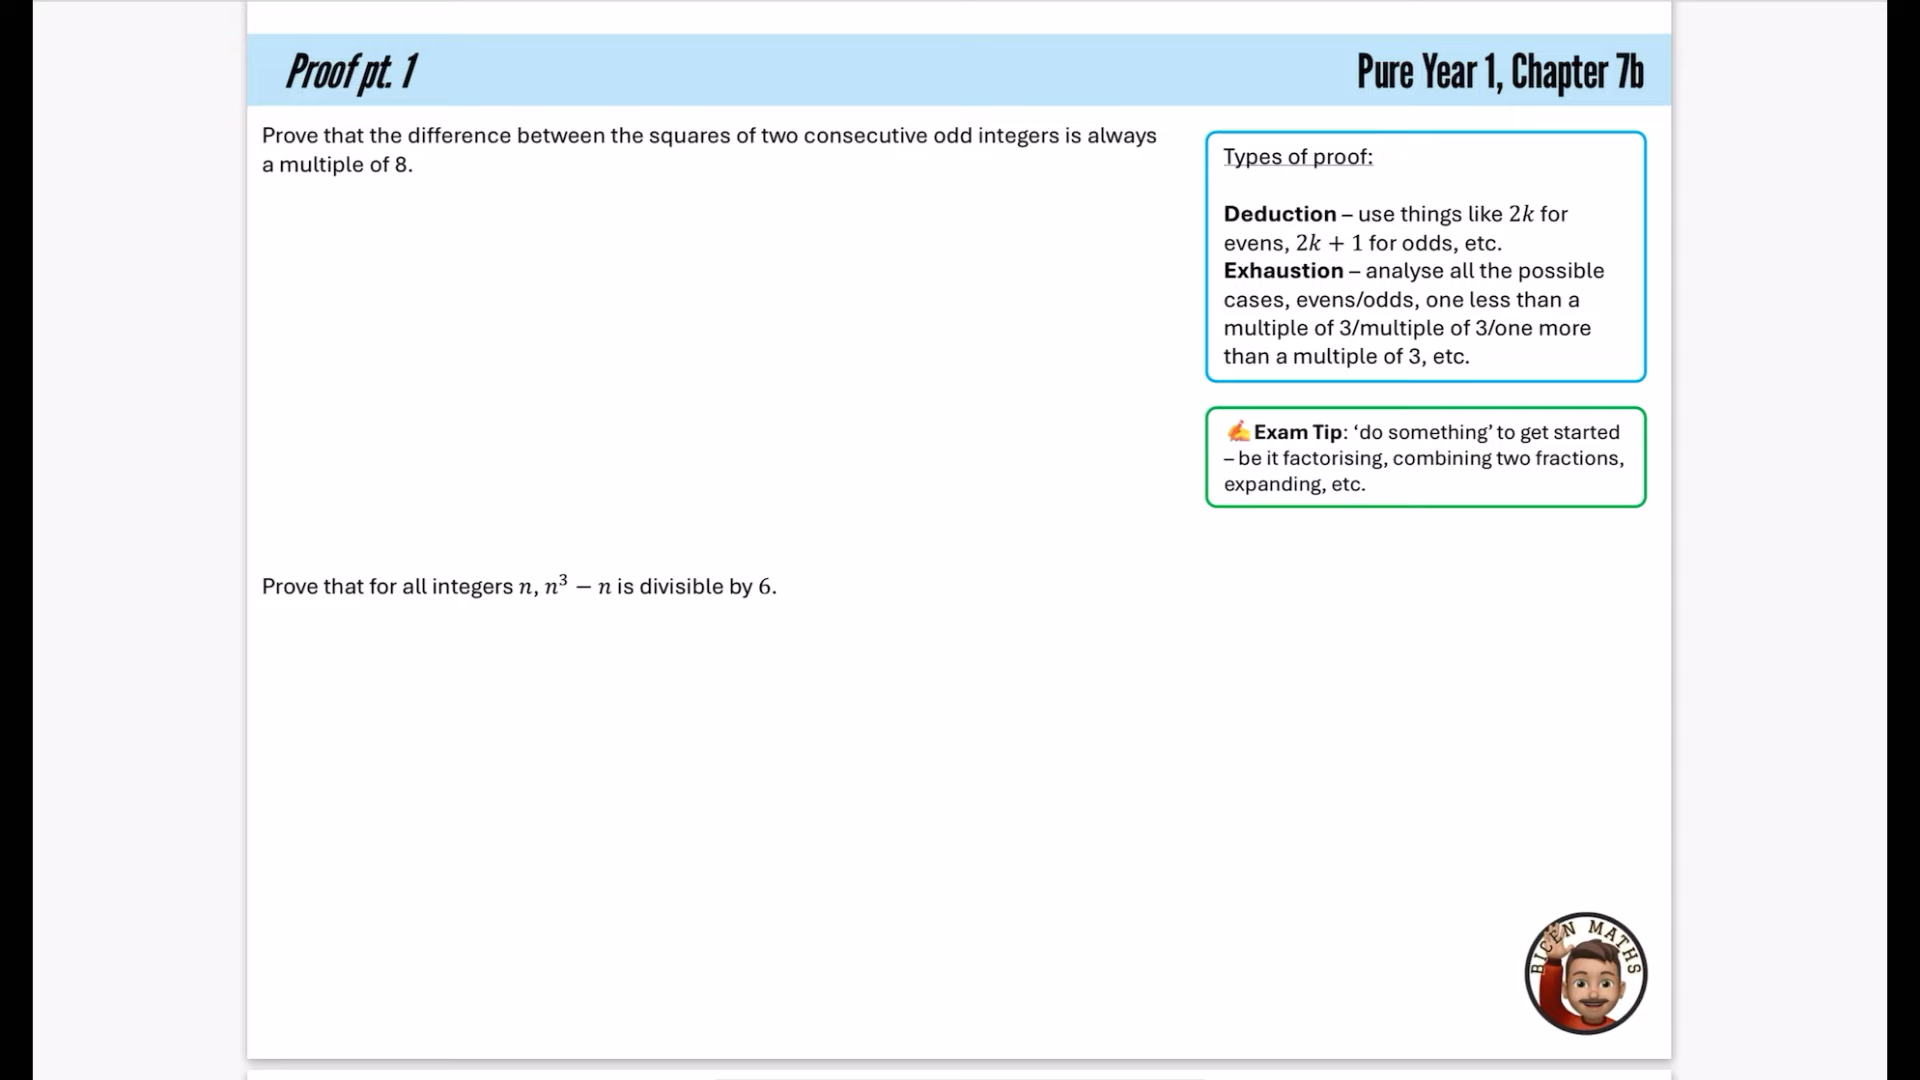 Proof pt. 1
Pure Year 1, Chapter 7b
Prove that the difference between the squares of two consecutive odd integers is always
a multiple of 8.
Types of proof:
Deduction – use things like 2k for
evens, 2k + 1 for odds, etc.
Exhaustion – analyse all the possible
cases, evens/odds, one less than a
multiple of 3/multiple of 3/one more
than a multiple of 3, etc.
✍️Exam Tip: ‘do something’ to get started
– be it factorising, combining two fractions,
expanding, etc.
Prove that for all integers n, n³ − n is divisible by 6.
BICEN MATHS